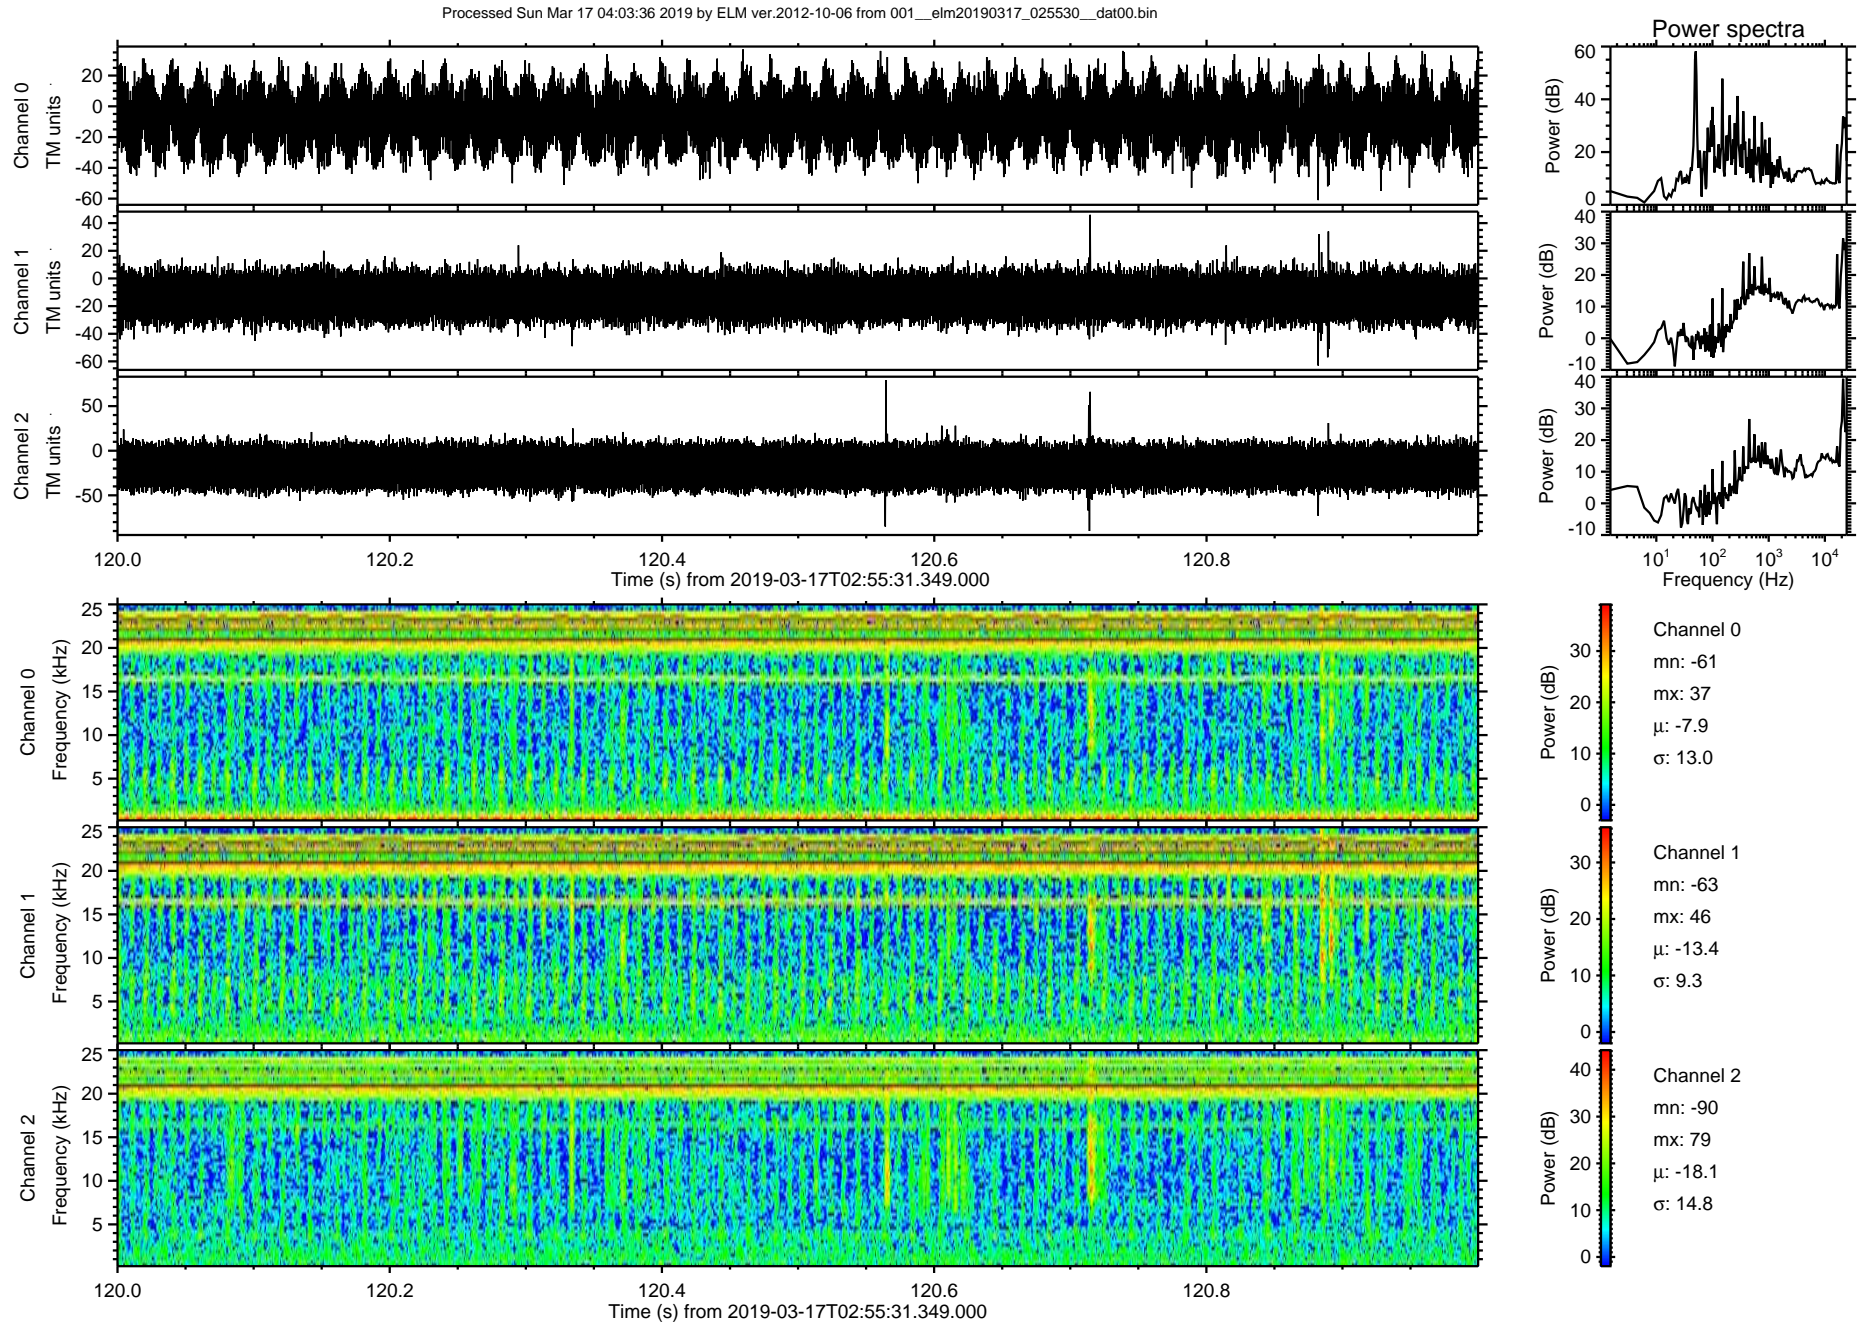 Processed Sun Mar 17 04:03:36 2019 by ELM ver.2012-10-06 from 001__elm20190317_025530__dat00.bin
Power spectra
Channel 0
TM units
20
0
-20
-40
-60
Power (dB)
60
40
20
0
Channel 1
TM units
40
20
0
-20
-40
-60
Power (dB)
40
30
20
10
0
-10
Channel 2
TM units
50
0
-50
Power (dB)
40
30
20
10
0
-10
120.0 120.2 120.4 120.6 120.8
Time (s) from 2019-03-17T02:55:31.349.000
10^1 10^2 10^3 10^4
Frequency (Hz)
Channel 0
Frequency (kHz)
25
20
15
10
5
Power (dB)
30
20
10
0
Channel 0
mn: -61
mx: 37
μ: -7.9
σ: 13.0
Channel 1
Frequency (kHz)
25
20
15
10
5
Power (dB)
30
20
10
0
Channel 1
mn: -63
mx: 46
μ: -13.4
σ: 9.3
Channel 2
Frequency (kHz)
25
20
15
10
5
Power (dB)
40
30
20
10
0
Channel 2
mn: -90
mx: 79
μ: -18.1
σ: 14.8
120.0 120.2 120.4 120.6 120.8
Time (s) from 2019-03-17T02:55:31.349.000